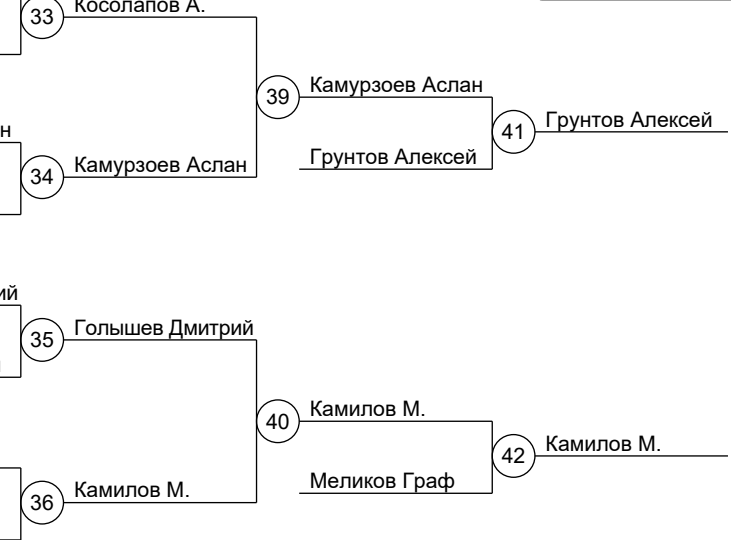 Косолапов А.
33
39
Камурзоев Аслан
41
Грунтов Алексей
Грунтов Алексей
н
34
Камурзоев Аслан
ий
35
Голышев Дмитрий
40
Камилов М.
42
Камилов М.
Меликов Граф
36
Камилов М.